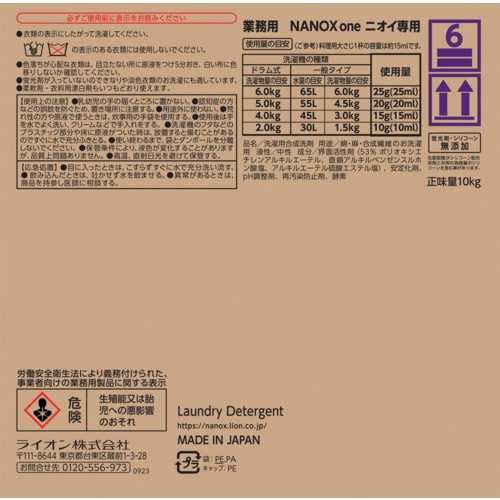 必ずご使用前に表示をお読みください
●衣類の表示にしたがって洗濯してください。
の表示のある衣類には使用しないでください。
●色落ちが心配な衣類は、目立たない所に原液をつけ5分おき、白い布に色
移りしないか確認してください。
●蛍光剤が入っていないのできなりや淡色衣類のお洗濯にも適しています。
●柔軟剤・衣料用漂白剤もいつもどおり使えます。
【使用上の注意】●乳幼児の手の届くところに置かない。●認知症の方
などの誤飲を防ぐため、置き場所に注意する。●用途外に使用しない。●荒
れ性の方や原液で使うときは、炊事用の手袋を使用する。●使用後は手
を水でよく洗い、クリームなどで手入れをする。●洗濯機のフタなどの
プラスチック部分や床に原液がついた時は、放置すると傷むことがある
のですぐにふき取る。●使い終わるまで、袋とダンボールを分離
しないでください。●保管条件により、液色が変化することがあります
が、品質上問題ありません。●高温、直射日光を避けて保管する。
【応急処置】●目に入ったときは、こすらずすぐに水で充分洗い流す。
●飲み込んだときは、吐かせず水を飲ませる。●異常があるときは、
商品を持参し医師に相談する。
業務用 NANOX one ニオイ専用
使用量の目安 (ご参考)料理用大さじ1杯の容量は約15mlです。
洗濯機の種類 使用量
ドラム式 一般タイプ
洗濯物量の目安 水量の目安 洗濯物量の目安
6.0kg 65L 6.0kg 25g(25ml)
5.0kg 55L 4.5kg 20g(20ml)
4.0kg 45L 3.0kg 15g(15ml)
2.0kg 30L 1.5kg 10g(10ml)
品名/洗濯用合成洗剤 用途/綿・麻・合成繊維のお洗濯
用 液性/中性 成分/界面活性剤(53% ポリオキシエ
チレンアルキルエーテル、直鎖アルキルベンゼンスルホ
ン酸塩、アルキルエーテル硫酸エステル塩)、安定化剤、
pH調整剤、再汚染防止剤、酵素
6
蛍光剤・シリコーン
無添加
正味量10kg
労働安全衛生法により義務付けられた、
事業者向けの業務用製品に関する表示
危険
生殖能又は胎
児への悪影響
のおそれ
ライオン株式会社
〒111-8644 東京都台東区蔵前1-3-28
お問合せ先 0120-556-973 0923
Laundry Detergent
https://nanox.lion.co.jp/
MADE IN JAPAN
プラ
袋:PE,PA
キャップ:PE